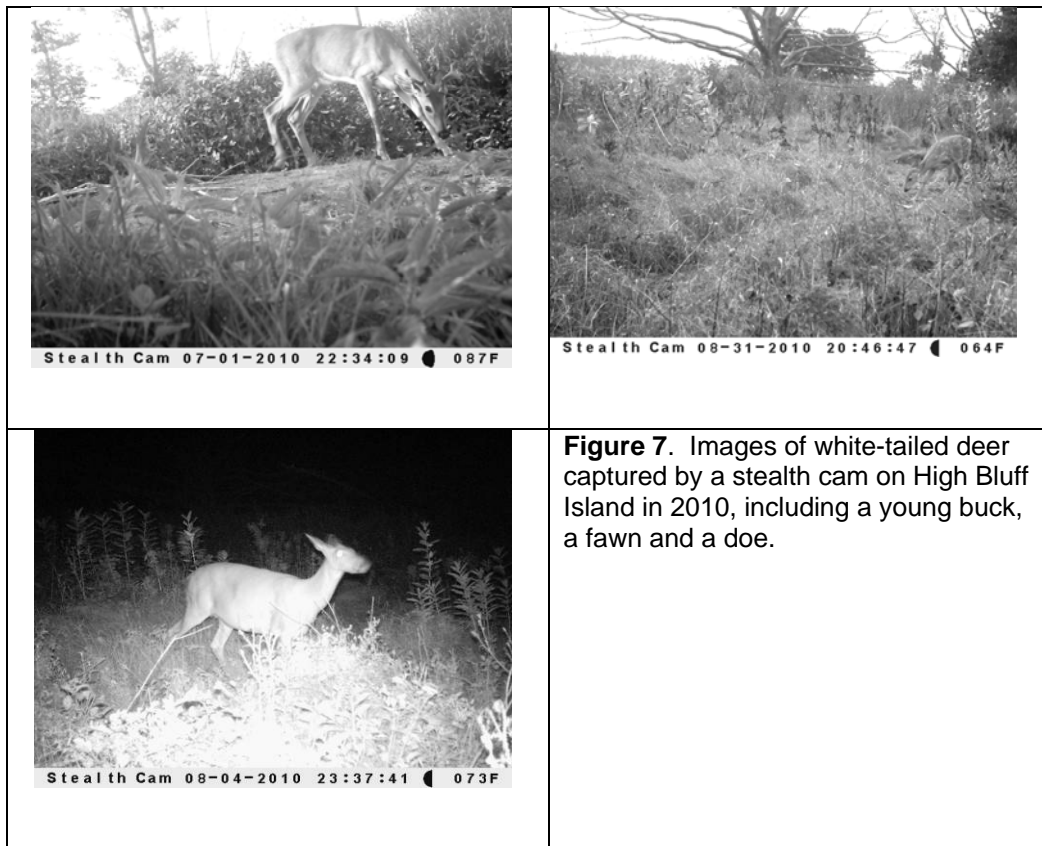 Stealth Cam 07-01-2010 22:34:09 087F
Stealth Cam 08-31-2010 20:46:47 064F
Stealth Cam 08-04-2010 23:37:41 073F
Figure 7. Images of white-tailed deer
captured by a stealth cam on High Bluff
Island in 2010, including a young buck,
a fawn and a doe.